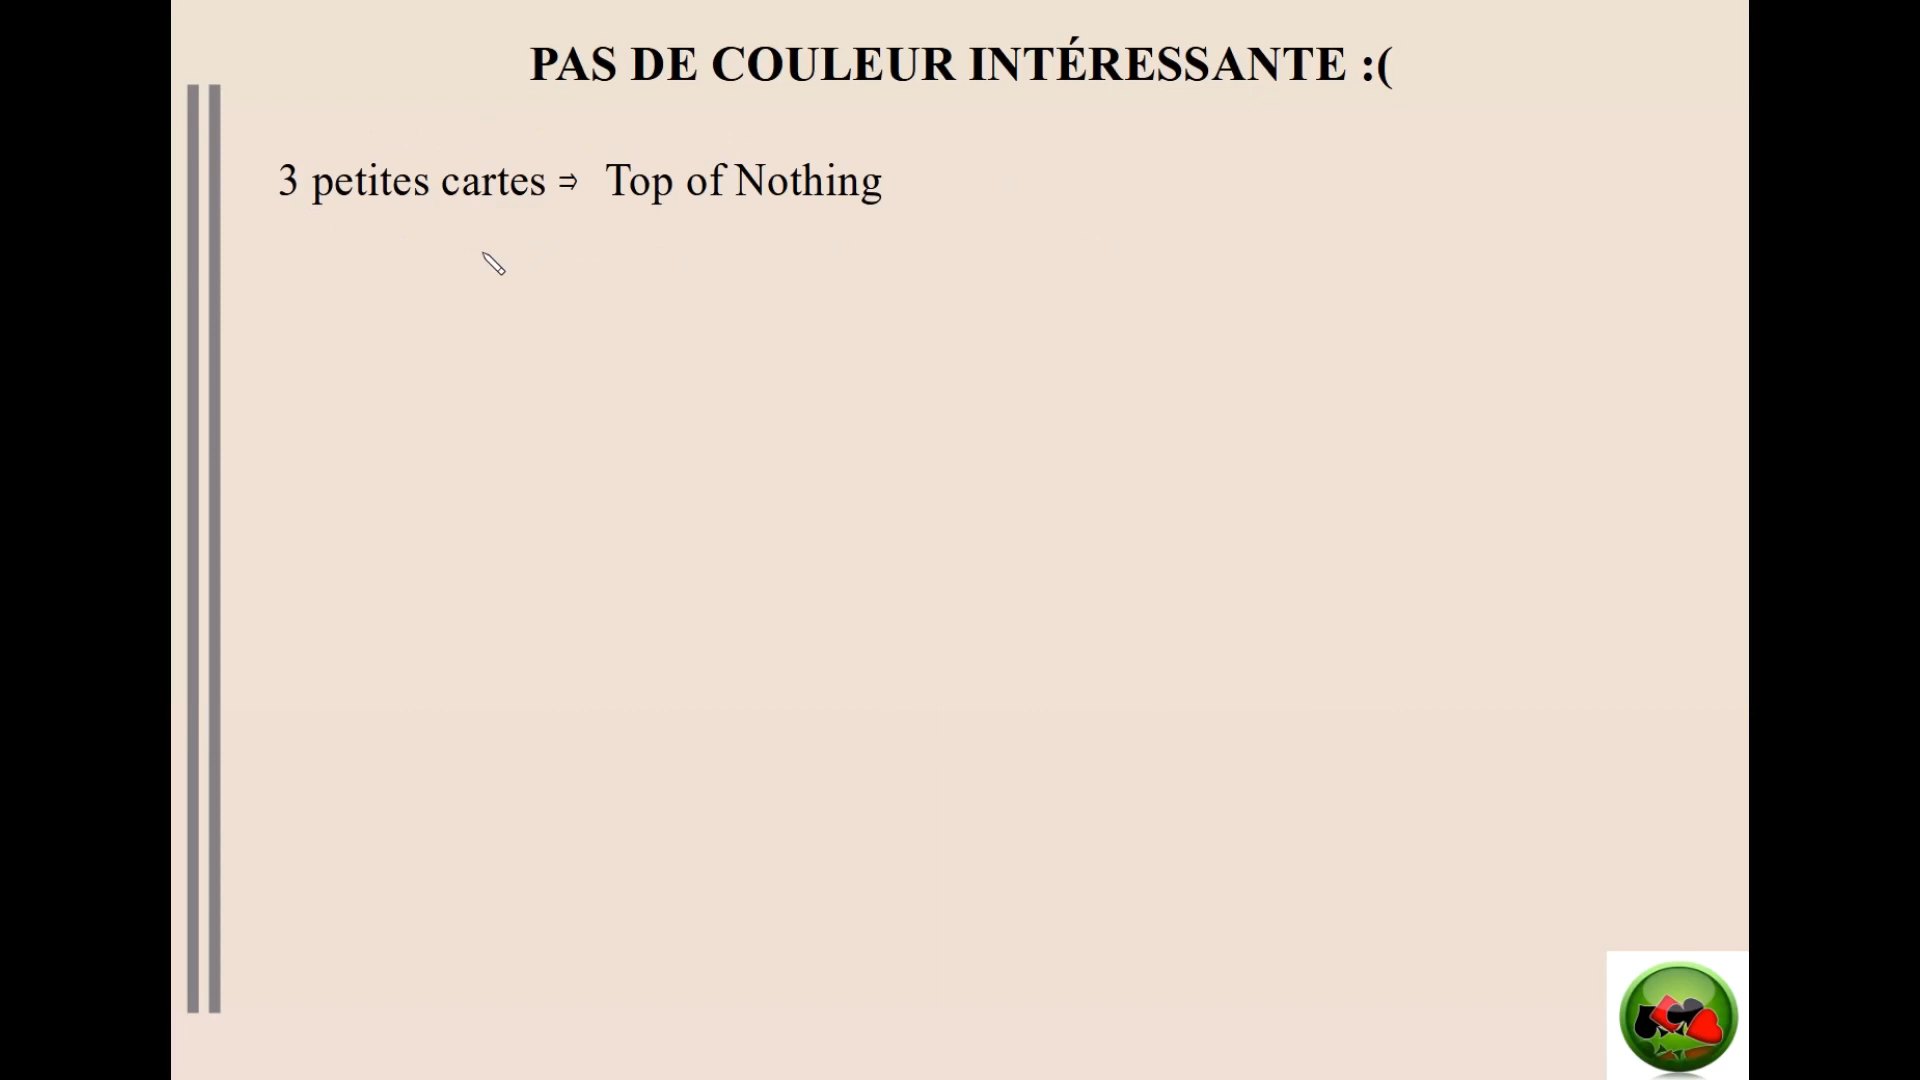 PAS DE COULEUR INTÉRESSANTE :(
3 petites cartes ⇒ Top of Nothing